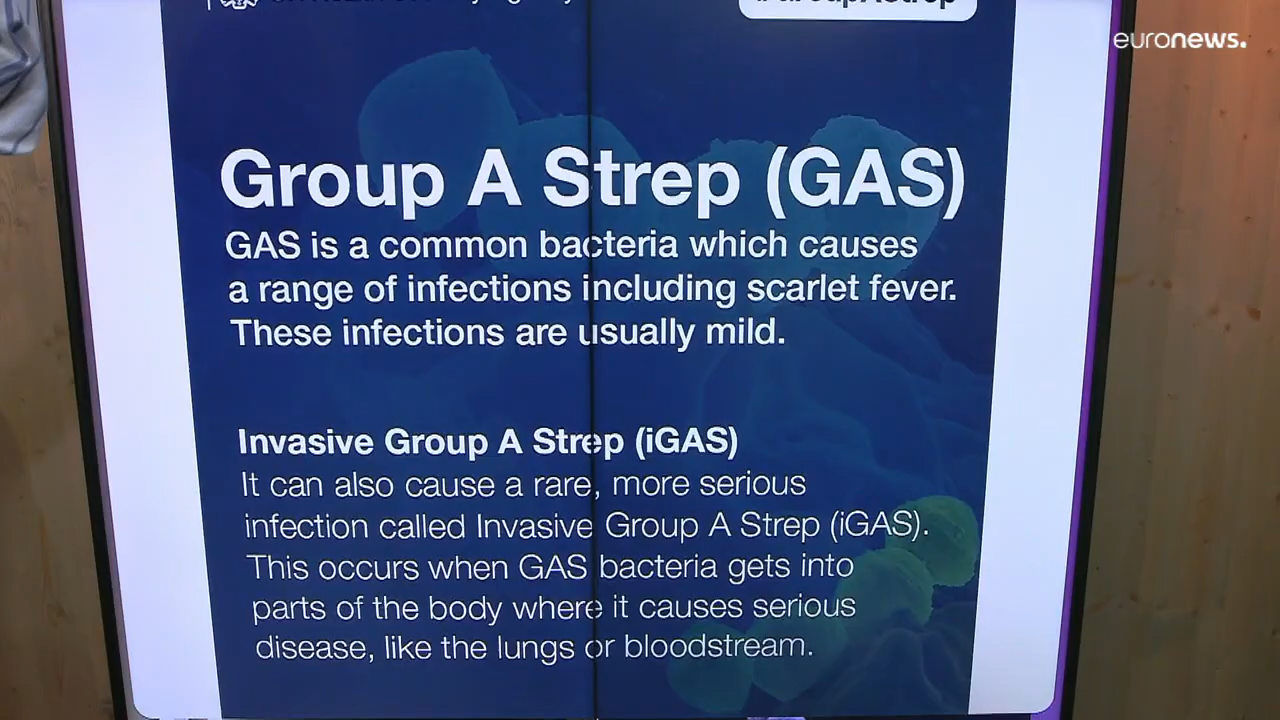 euronews.
Group A Strep (GAS)
GAS is a common bacteria which causes
a range of infections including scarlet fever.
These infections are usually mild.
Invasive Group A Strep (iGAS)
It can also cause a rare, more serious
infection called Invasive Group A Strep (iGAS).
This occurs when GAS bacteria gets into
parts of the body where it causes serious
disease, like the lungs or bloodstream.